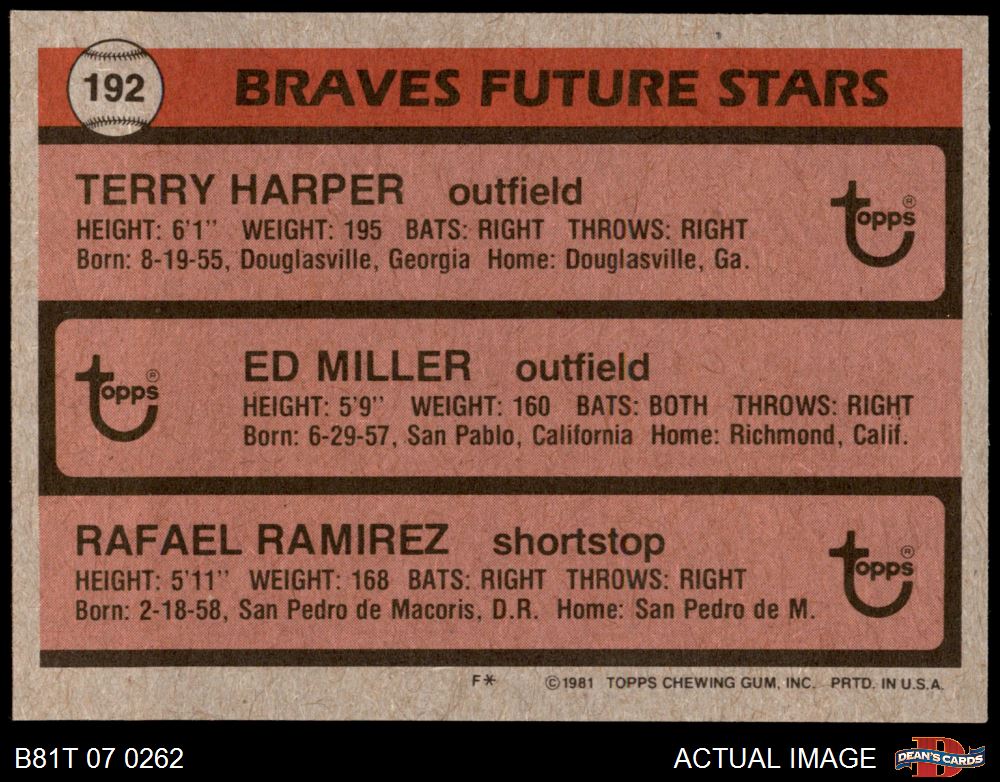 192 BRAVES FUTURE STARS
TERRY HARPER outfield
HEIGHT: 6'1" WEIGHT: 195 BATS: RIGHT THROWS: RIGHT
Born: 8-19-55, Douglasville, Georgia Home: Douglasville, Ga.
topps®
ED MILLER outfield
HEIGHT: 5'9" WEIGHT: 160 BATS: BOTH THROWS: RIGHT
Born: 6-29-57, San Pablo, California Home: Richmond, Calif.
topps®
RAFAEL RAMIREZ shortstop
HEIGHT: 5'11" WEIGHT: 168 BATS: RIGHT THROWS: RIGHT
Born: 2-18-58, San Pedro de Macoris, D.R. Home: San Pedro de M.
topps®
F* ©1981 TOPPS CHEWING GUM, INC. PRTD. IN U.S.A.
B81T 07 0262 ACTUAL IMAGE D DEAN'S CARDS